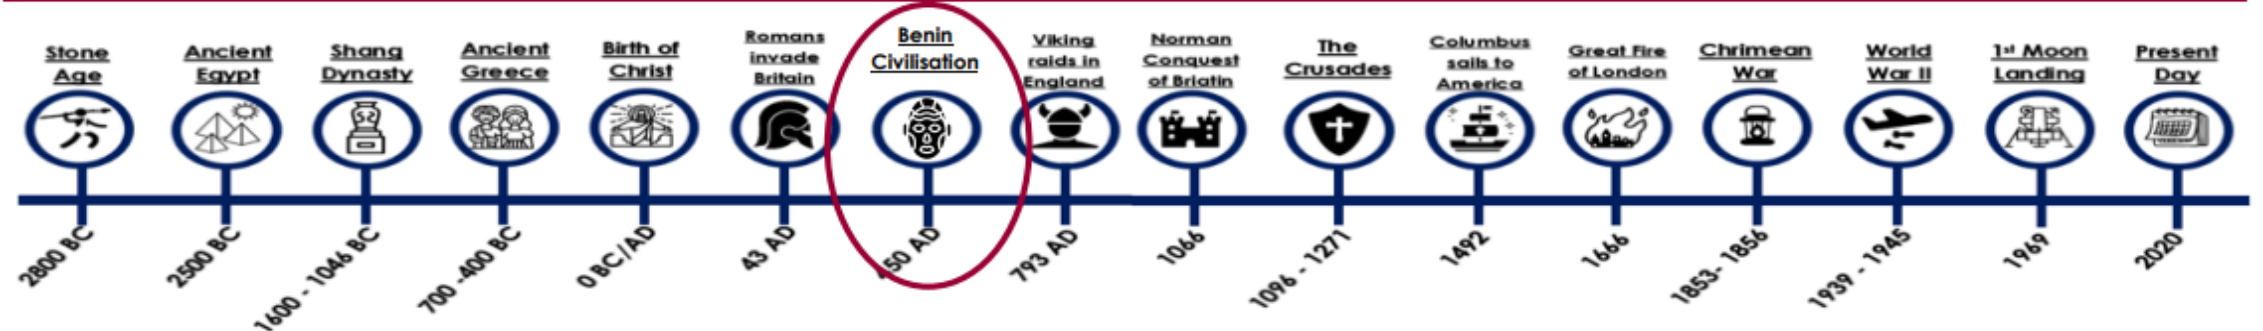 Stone
Age
Ancient
Egypt
Shang
Dynasty
Ancient
Greece
Birth of
Christ
Romans
invade
Britain
Benin
Civilisation
Viking
raids in
England
Norman
Conquest
of Briatin
The
Crusades
Columbus
sails to
America
Great Fire
of London
Chrimean
War
World
War II
1st Moon
Landing
Present
Day
2800 BC
2500 BC
1600 - 1046 BC
700 -400 BC
0 BC/AD
43 AD
AD
793 AD
1066
1096 - 1271
1492
1666
1853- 1856
1939 - 1945
1969
2020